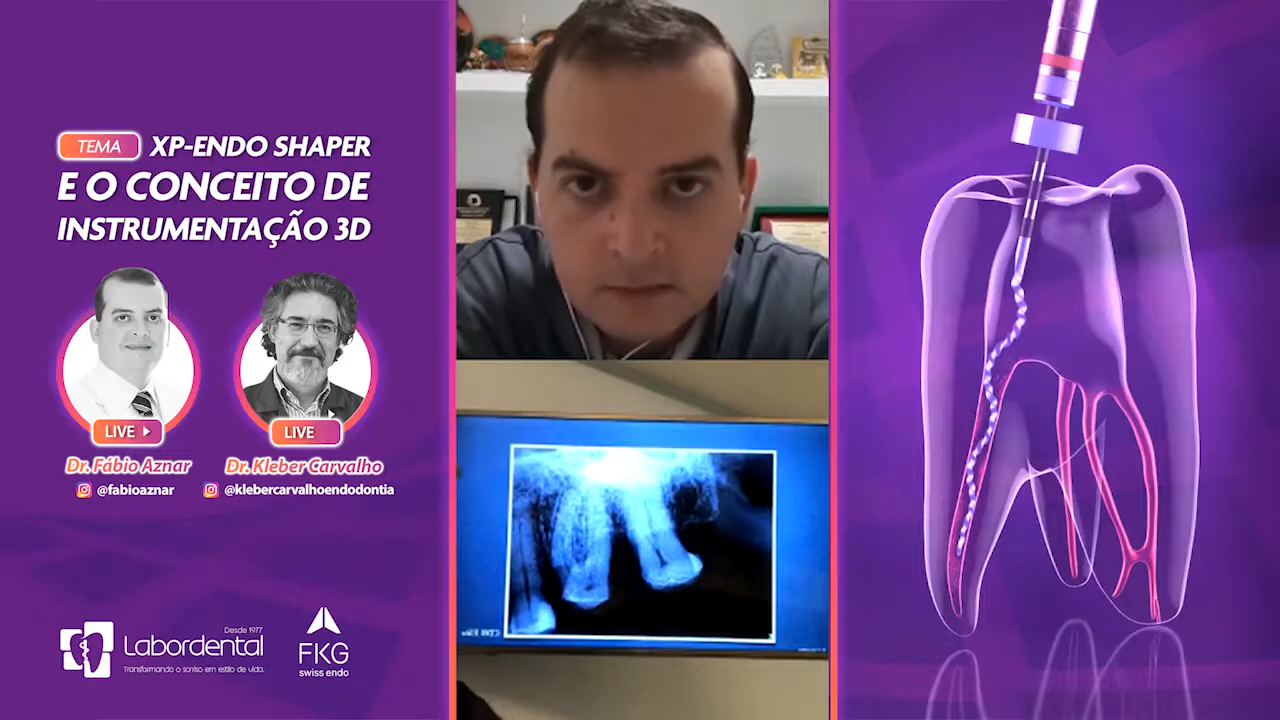 TEMA XP-ENDO SHAPER
E O CONCEITO DE
INSTRUMENTAÇÃO 3D
LIVE
LIVE
Dr. Fábio Aznar
Dr. Kleber Carvalho
@fabioaznar
@klebercarvalhoendodontia
Desde 1977
Labordental
Transformando o sorriso em estilo de vida.
FKG
swiss endo